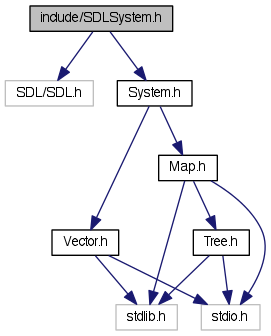 include/SDLSystem.h
SDL/SDL.h
System.h
Map.h
Vector.h
Tree.h
stdlib.h
stdio.h